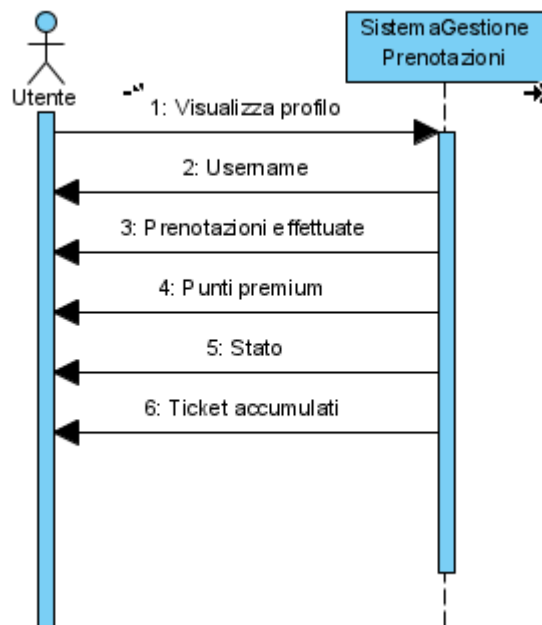 SistemaGestione
Prenotazioni
Utente
1: Visualizza profilo
2: Username
3: Prenotazioni effettuate
4: Punti premium
5: Stato
6: Ticket accumulati